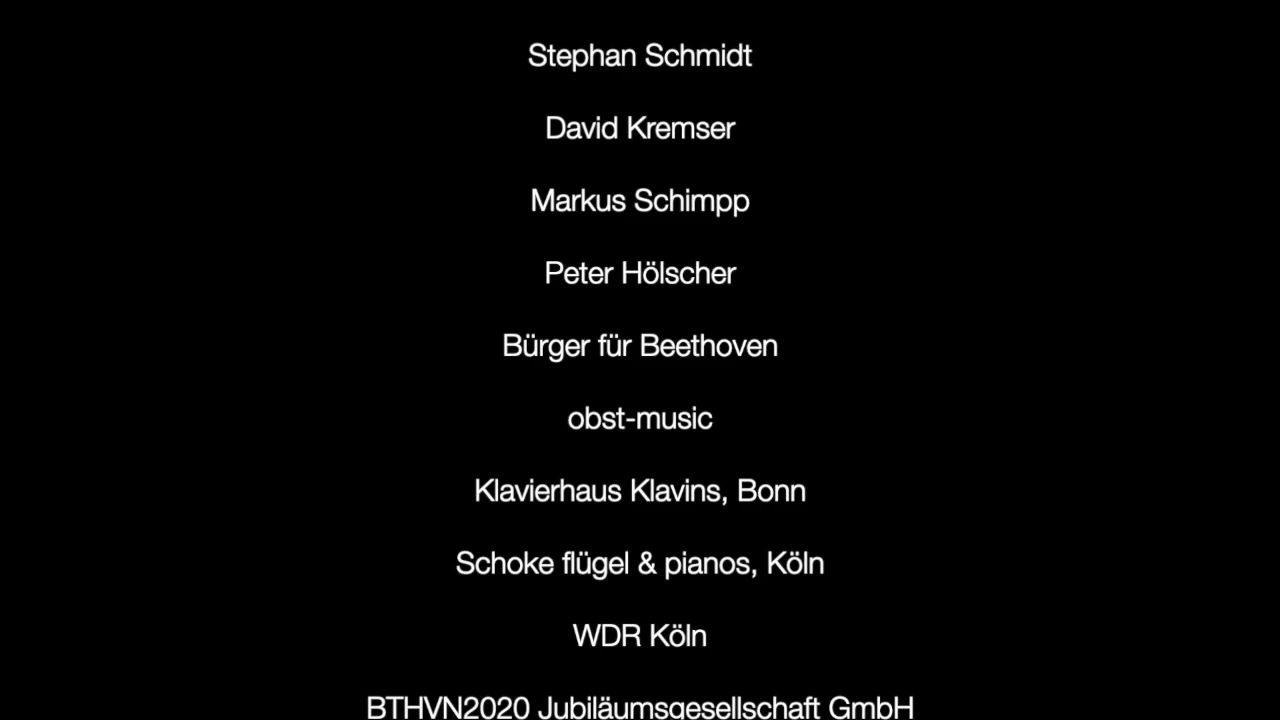 Stephan Schmidt
David Kremser
Markus Schimpp
Peter Hölscher
Bürger für Beethoven
obst-music
Klavierhaus Klavins, Bonn
Schoke flügel & pianos, Köln
WDR Köln
BTHVN2020 Jubiläumsgesellschaft GmbH